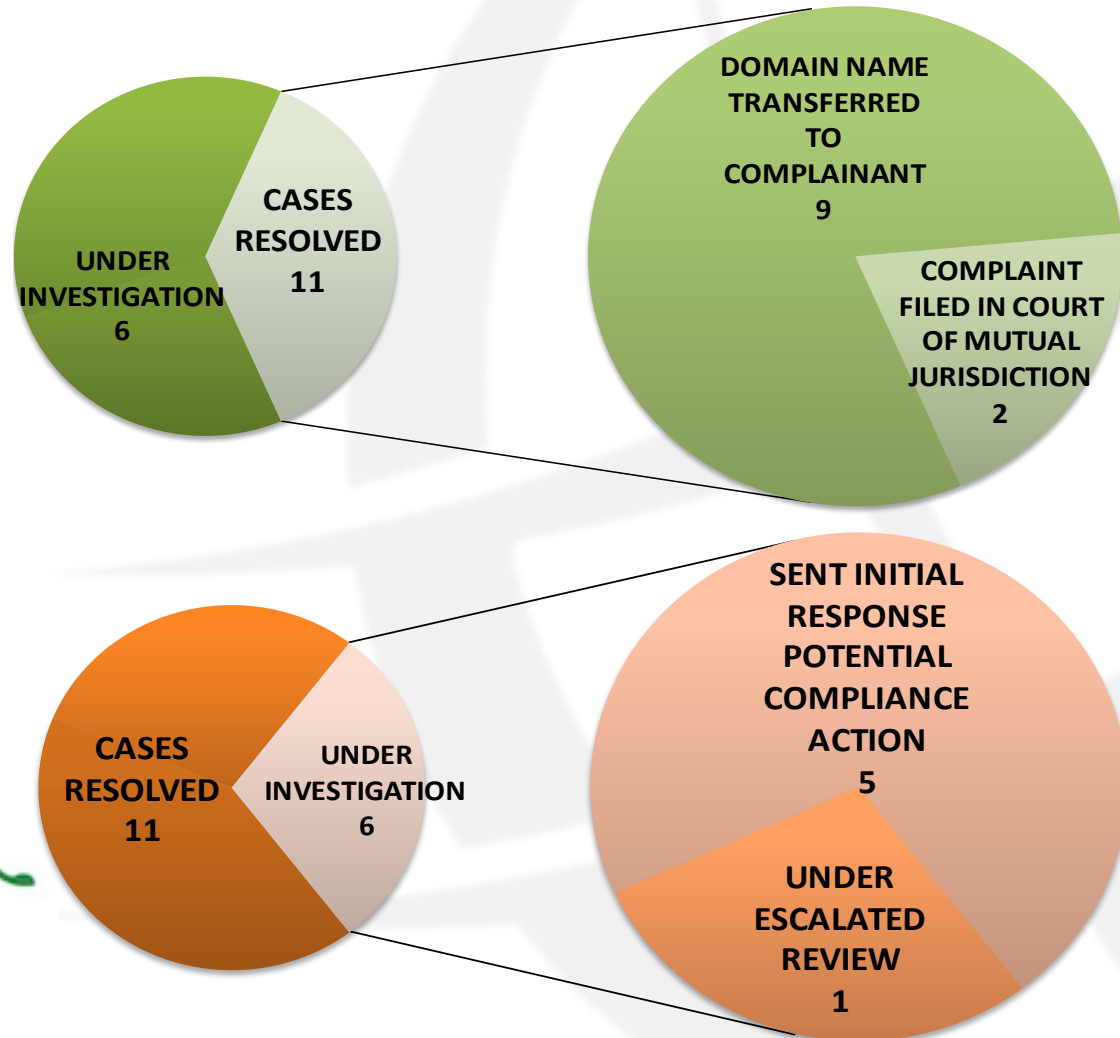 UNDER
INVESTIGATION
6
CASES
RESOLVED
11
DOMAIN NAME
TRANSFERRED
TO
COMPLAINANT
9
COMPLAINT
FILED IN COURT
OF MUTUAL
JURISDICTION
2
CASES
RESOLVED
11
UNDER
INVESTIGATION
6
SENT INITIAL
RESPONSE
POTENTIAL
COMPLIANCE
ACTION
5
UNDER
ESCALATED
REVIEW
1